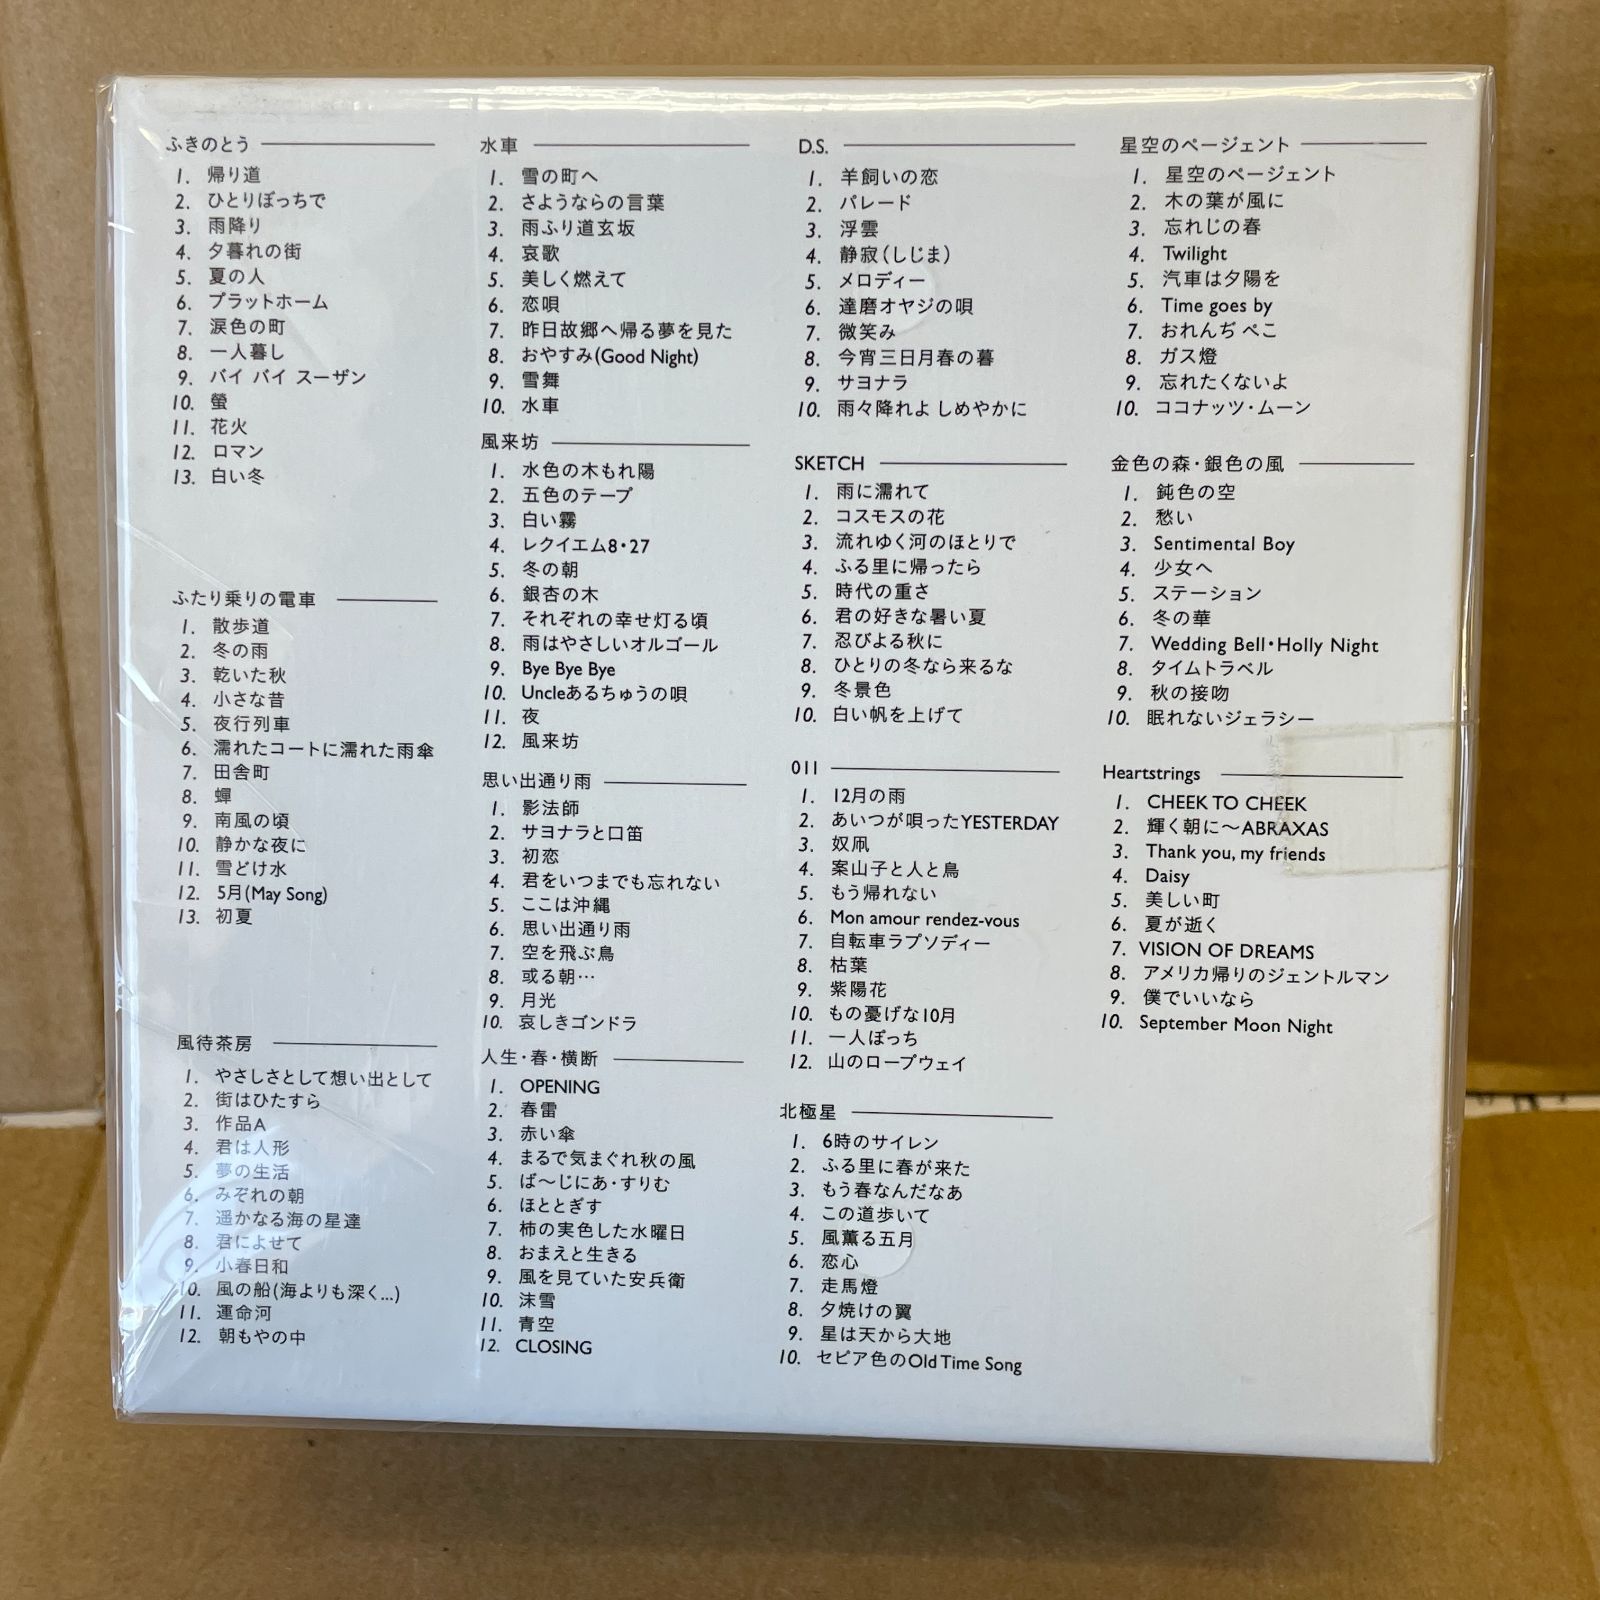 ふきのとう
1. 帰り道
2. ひとりぼっちで
3. 雨降り
4. 夕暮れの街
5. 夏の人
6. プラットホーム
7. 涙色の町
8. 一人暮し
9. バイ バイ スーザン
10. 螢
11. 花火
12. ロマン
13. 白い冬
ふたり乗りの電車
1. 散歩道
2. 冬の雨
3. 乾いた秋
4. 小さな昔
5. 夜行列車
6. 濡れたコートに濡れた雨傘
7. 田舎町
8. 蟬
9. 南風の頃
10. 静かな夜に
11. 雪どけ水
12. 5月(May Song)
13. 初夏
風待茶房
1. やさしさとして想い出として
2. 街はひたすら
3. 作品A
4. 君は人形
5. 夢の生活
6. みぞれの朝
7. 遥かなる海の星達
8. 君によせて
9. 小春日和
10. 風の船(海よりも深く...)
11. 運命河
12. 朝もやの中
水車
1. 雪の町へ
2. さようならの言葉
3. 雨ふり道玄坂
4. 哀歌
5. 美しく燃えて
6. 恋唄
7. 昨日故郷へ帰る夢を見た
8. おやすみ(Good Night)
9. 雪舞
10. 水車
風来坊
1. 水色の木もれ陽
2. 五色のテープ
3. 白い霧
4. レクイエム8・27
5. 冬の朝
6. 銀杏の木
7. それぞれの幸せ灯る頃
8. 雨はやさしいオルゴール
9. Bye Bye Bye
10. Uncleあるちゅうの唄
11. 夜
12. 風来坊
思い出通り雨
1. 影法師
2. サヨナラと口笛
3. 初恋
4. 君をいつまでも忘れない
5. ここは沖縄
6. 思い出通り雨
7. 空を飛ぶ鳥
8. 或る朝…
9. 月光
10. 哀しきゴンドラ
人生・春・横断
1. OPENING
2. 春雷
3. 赤い傘
4. まるで気まぐれ秋の風
5. ば〜じにあ・すりむ
6. ほととぎす
7. 柿の実色した水曜日
8. おまえと生きる
9. 風を見ていた安兵衛
10. 沫雪
11. 青空
12. CLOSING
D.S.
1. 羊飼いの恋
2. パレード
3. 浮雲
4. 静寂（しじま）
5. メロディー
6. 達磨オヤジの唄
7. 微笑み
8. 今宵三日月春の暮
9. サヨナラ
10. 雨々降れよ しめやかに
SKETCH
1. 雨に濡れて
2. コスモスの花
3. 流れゆく河のほとりで
4. ふる里に帰ったら
5. 時代の重さ
6. 君の好きな暑い夏
7. 忍びよる秋に
8. ひとりの冬なら来るな
9. 冬景色
10. 白い帆を上げて
011
1. 12月の雨
2. あいつが唄ったYESTERDAY
3. 奴凧
4. 案山子と人と鳥
5. もう帰れない
6. Mon amour rendez-vous
7. 自転車ラプソディー
8. 枯葉
9. 紫陽花
10. もの憂げな10月
11. 一人ぼっち
12. 山のロープウェイ
北極星
1. 6時のサイレン
2. ふる里に春が来た
3. もう春なんだなあ
4. この道歩いて
5. 風薫る五月
6. 恋心
7. 走馬燈
8. 夕焼けの翼
9. 星は天から大地
10. セピア色のOld Time Song
星空のページェント
1. 星空のページェント
2. 木の葉が風に
3. 忘れじの春
4. Twilight
5. 汽車は夕陽を
6. Time goes by
7. おれんぢ ぺこ
8. ガス燈
9. 忘れたくないよ
10. ココナッツ・ムーン
金色の森・銀色の風
1. 鈍色の空
2. 愁い
3. Sentimental Boy
4. 少女へ
5. ステーション
6. 冬の華
7. Wedding Bell・Holly Night
8. タイムトラベル
9. 秋の接吻
10. 眠れないジェラシー
Heartstrings
1. CHEEK TO CHEEK
2. 輝く朝に〜ABRAXAS
3. Thank you, my friends
4. Daisy
5. 美しい町
6. 夏が逝く
7. VISION OF DREAMS
8. アメリカ帰りのジェントルマン
9. 僕でいいなら
10. September Moon Night